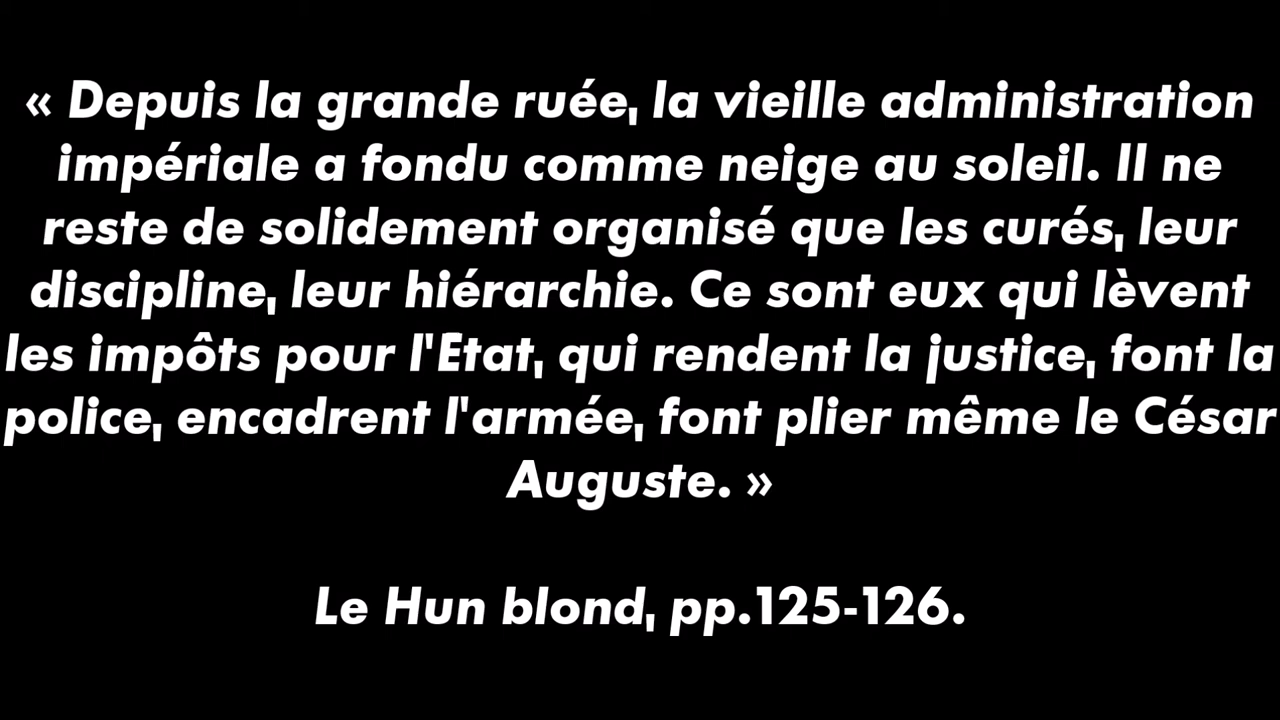 « Depuis la grande ruée, la vieille administration
impériale a fondu comme neige au soleil. Il ne
reste de solidement organisé que les curés, leur
discipline, leur hiérarchie. Ce sont eux qui lèvent
les impôts pour l'État, qui rendent la justice, font la
police, encadrent l'armée, font plier même le César
Auguste. »
Le Hun blond, pp.125-126.